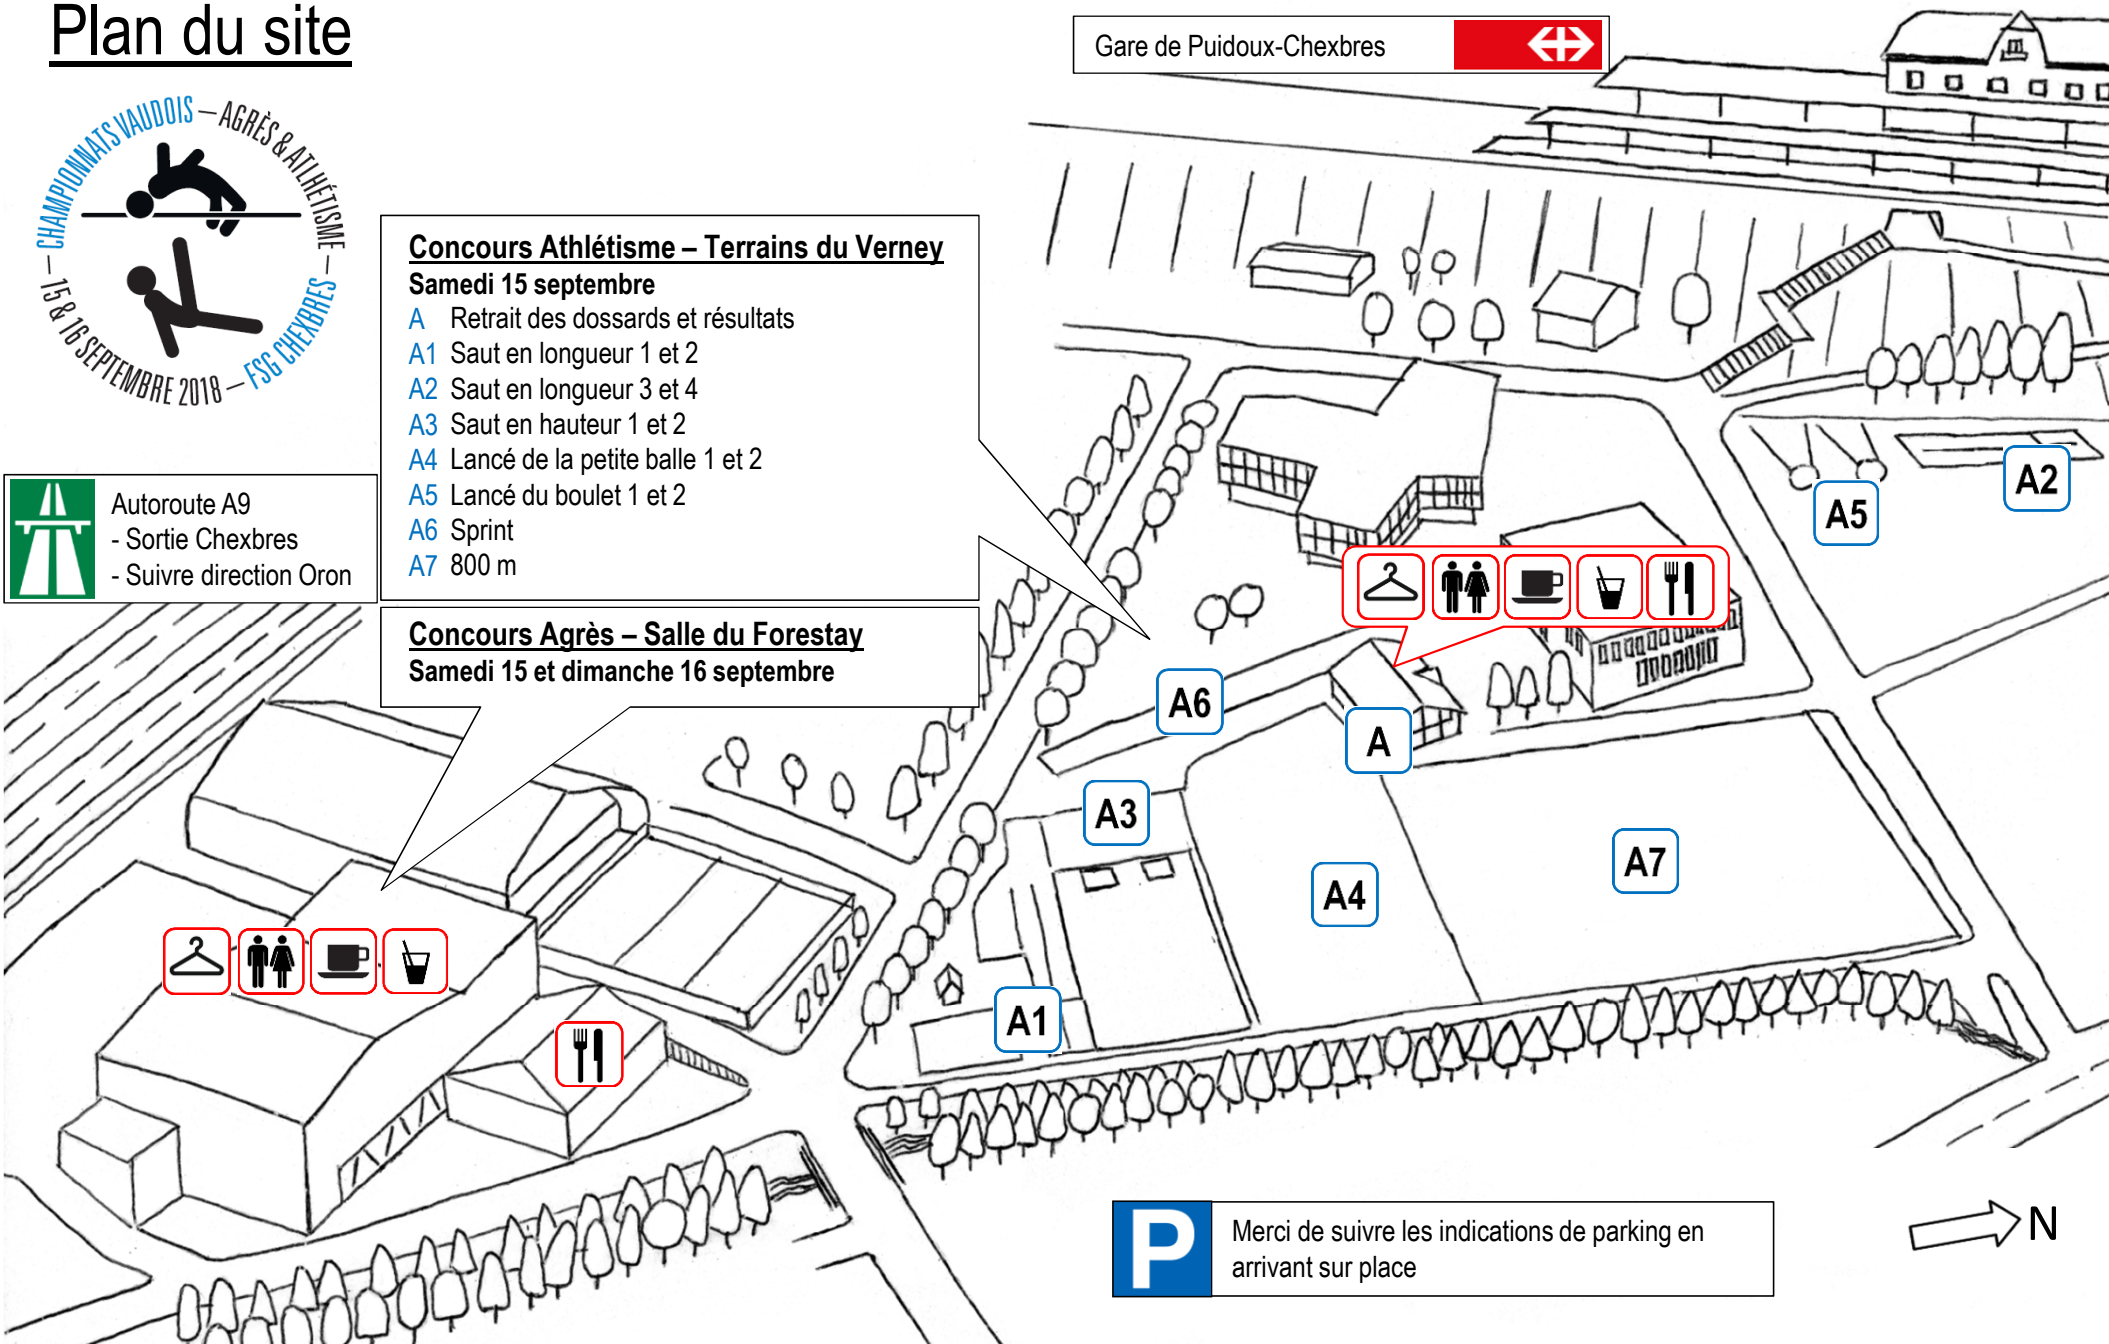 Plan du site
Gare de Puidoux-Chexbres
CHAMPIONNATS VAUDOIS – AGRÈS & ATLHÉTISME –
– 15 & 16 SEPTEMBRE 2018 – FSG CHEXBRES –
Concours Athlétisme – Terrains du Verney
Samedi 15 septembre
A Retrait des dossards et résultats
A1 Saut en longueur 1 et 2
A2 Saut en longueur 3 et 4
A3 Saut en hauteur 1 et 2
A4 Lancé de la petite balle 1 et 2
A5 Lancé du boulet 1 et 2
A6 Sprint
A7 800 m
Autoroute A9
- Sortie Chexbres
- Suivre direction Oron
Concours Agrès – Salle du Forestay
Samedi 15 et dimanche 16 septembre
A2
A5
A6
A
A3
A7
A4
A1
P
Merci de suivre les indications de parking en
arrivant sur place
N